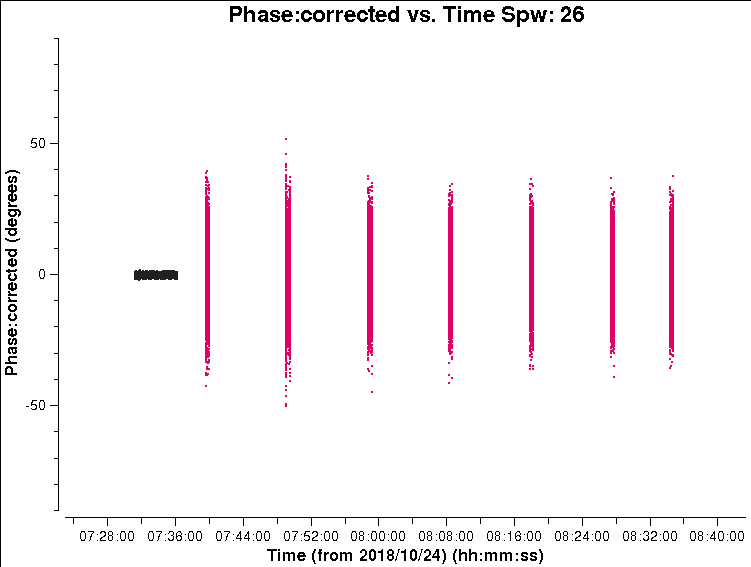 Phase:corrected vs. Time Spw: 26
Phase:corrected (degrees)
50
0
-50
07:28:00 07:36:00 07:44:00 07:52:00 08:00:00 08:08:00 08:16:00 08:24:00 08:32:00 08:40:00
Time (from 2018/10/24) (hh:mm:ss)